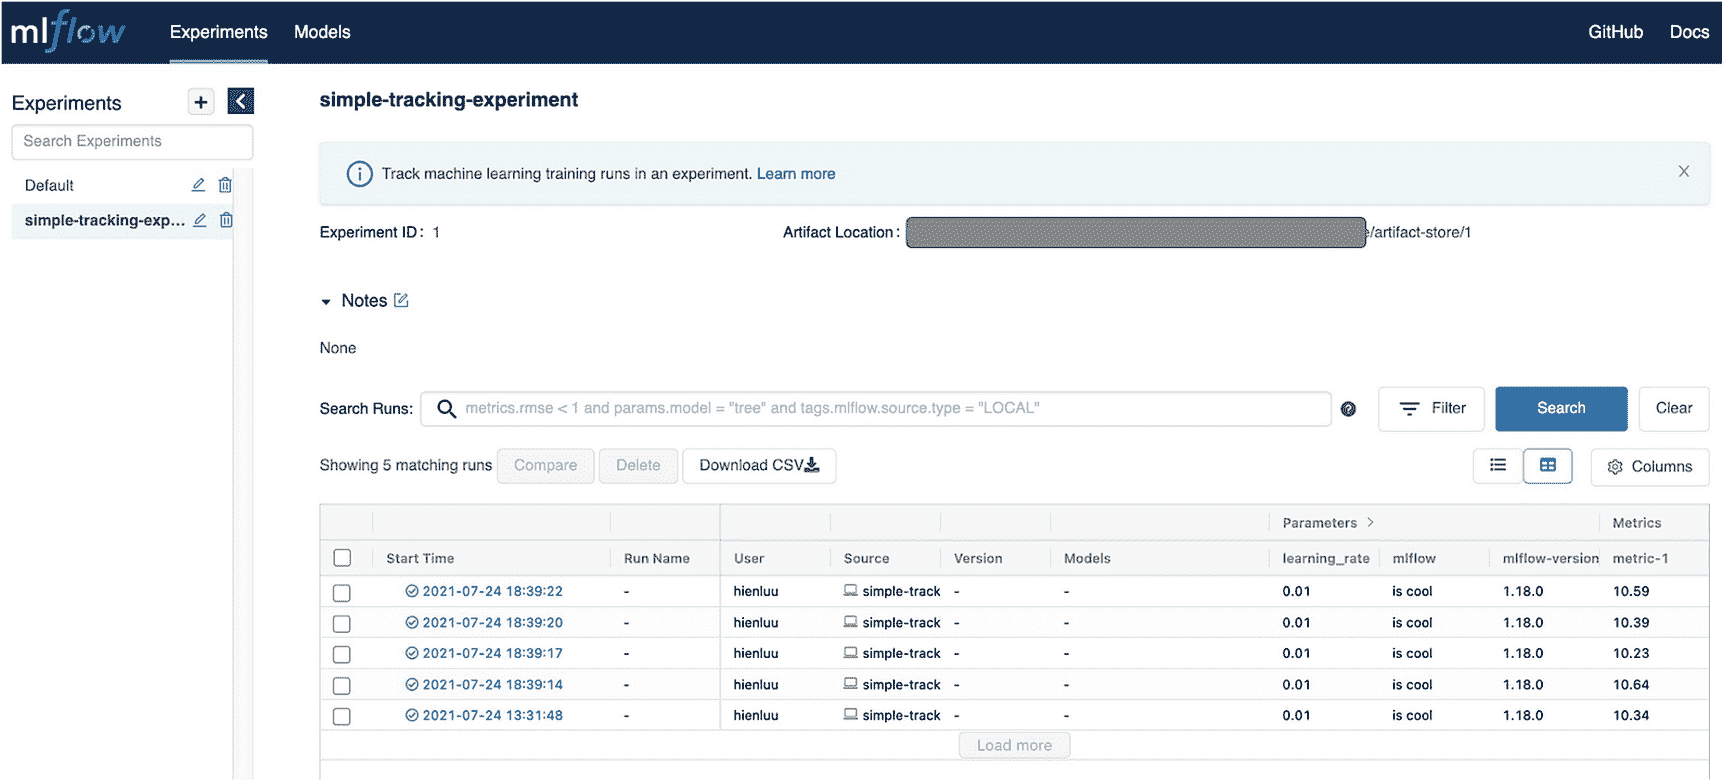 mlflow Experiments Models GitHub Docs
Experiments +
Search Experiments
Default
simple-tracking-exp...
simple-tracking-experiment
Track machine learning training runs in an experiment. Learn more
Experiment ID: 1 Artifact Location: /artifact-store/1
Notes
None
Search Runs: metrics.rmse < 1 and params.model = "tree" and tags.mlflow.source.type = "LOCAL" ? Filter Search Clear
Showing 5 matching runs Compare Delete Download CSV Columns
Parameters > Metrics
Start Time Run Name User Source Version Models learning_rate mlflow mlflow-version metric-1
2021-07-24 18:39:22 - hienluu simple-track - - 0.01 is cool 1.18.0 10.59
2021-07-24 18:39:20 - hienluu simple-track - - 0.01 is cool 1.18.0 10.39
2021-07-24 18:39:17 - hienluu simple-track - - 0.01 is cool 1.18.0 10.23
2021-07-24 18:39:14 - hienluu simple-track - - 0.01 is cool 1.18.0 10.64
2021-07-24 13:31:48 - hienluu simple-track - - 0.01 is cool 1.18.0 10.34
Load more